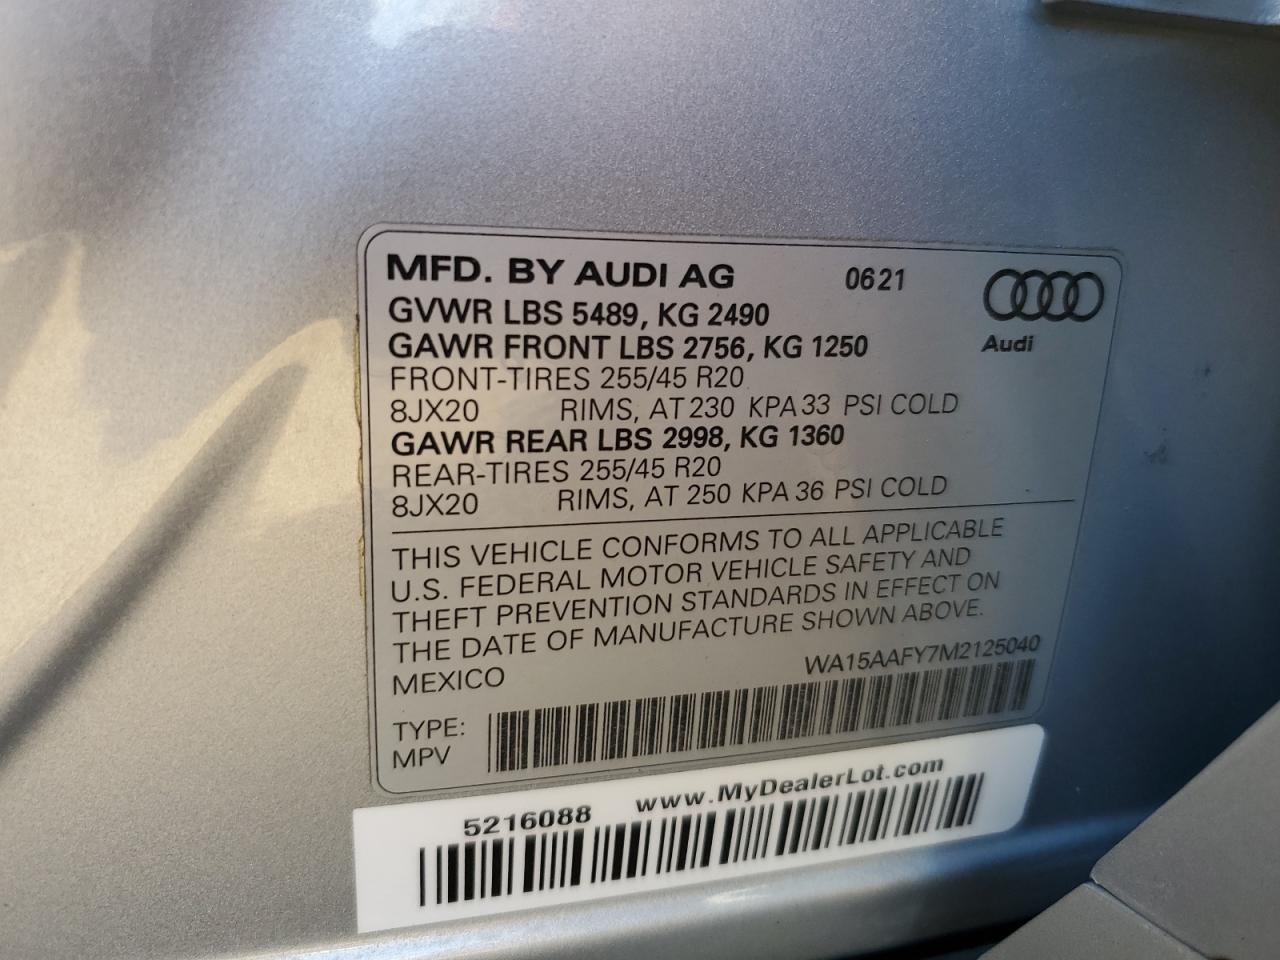 MFD. BY AUDI AG 0621
GVWR LBS 5489, KG 2490
GAWR FRONT LBS 2756, KG 1250
Audi
FRONT-TIRES 255/45 R20
8JX20 RIMS, AT 230 KPA 33 PSI COLD
GAWR REAR LBS 2998, KG 1360
REAR-TIRES 255/45 R20
8JX20 RIMS, AT 250 KPA 36 PSI COLD
THIS VEHICLE CONFORMS TO ALL APPLICABLE
U.S. FEDERAL MOTOR VEHICLE SAFETY AND
THEFT PREVENTION STANDARDS IN EFFECT ON
THE DATE OF MANUFACTURE SHOWN ABOVE.
MEXICO WA15AAFY7M2125040
TYPE:
MPV
5216088 www.MyDealerLot.com